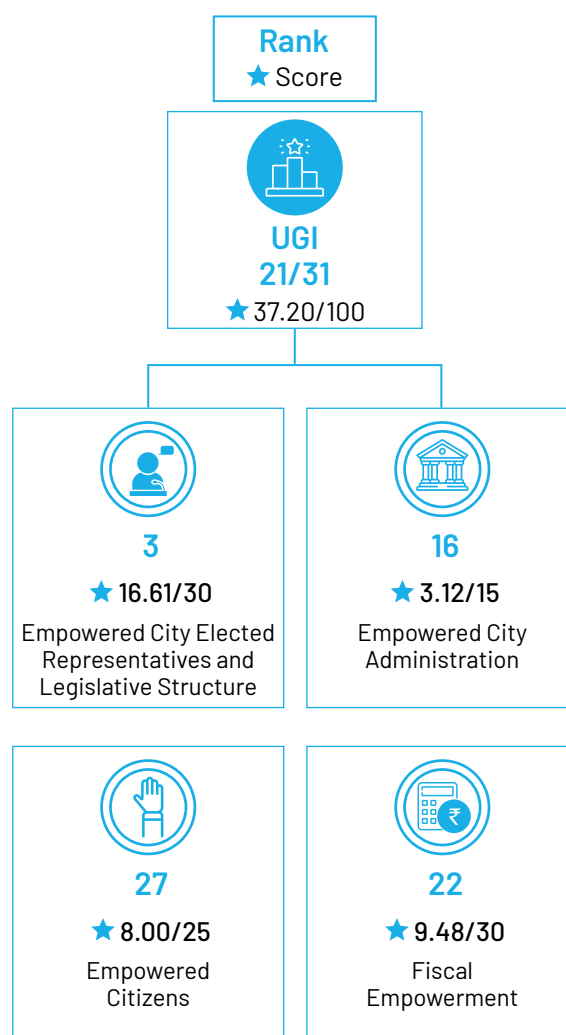 Rank
Score
UGI
21/31
37.20/100
3
16.61/30
Empowered City Elected
Representatives and
Legislative Structure
16
3.12/15
Empowered City
Administration
27
8.00/25
Empowered
Citizens
₹
22
9.48/30
Fiscal
Empowerment